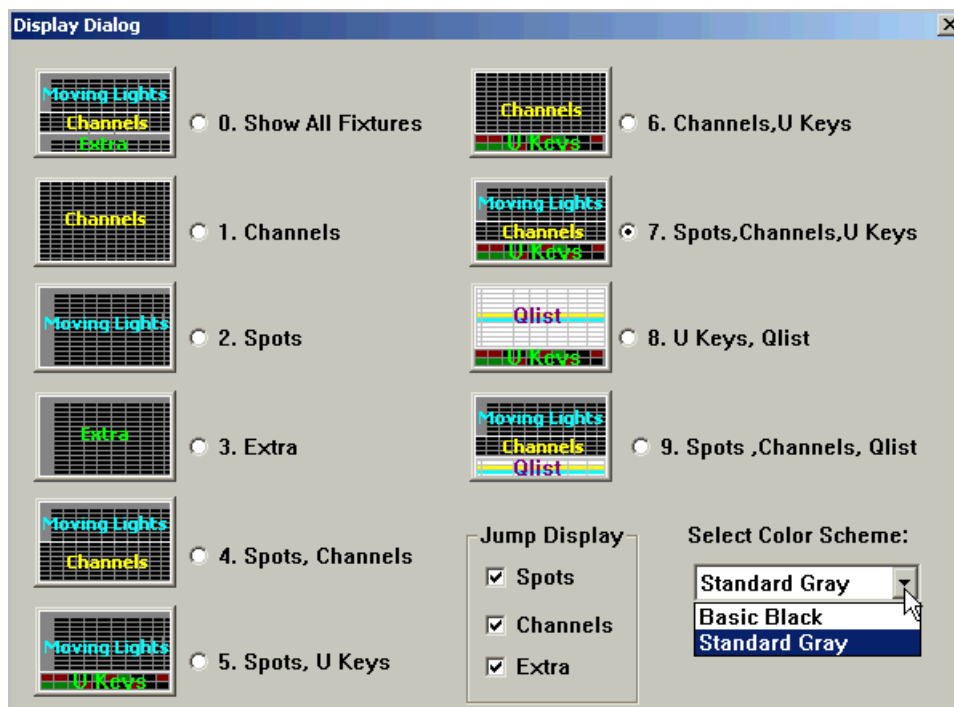 Display Dialog
Moving Lights
Channels
Extra
0. Show All Fixtures
Channels
1. Channels
Moving Lights
2. Spots
Extra
3. Extra
Moving Lights
Channels
4. Spots, Channels
Moving Lights
U Keys
5. Spots, U Keys
Channels
U Keys
6. Channels,U Keys
Moving Lights
Channels
U Keys
7. Spots,Channels,U Keys
Qlist
U Keys
8. U Keys, Qlist
Moving Lights
Channels
Qlist
9. Spots ,Channels, Qlist
Jump Display
Spots
Channels
Extra
Select Color Scheme:
Standard Gray
Basic Black
Standard Gray